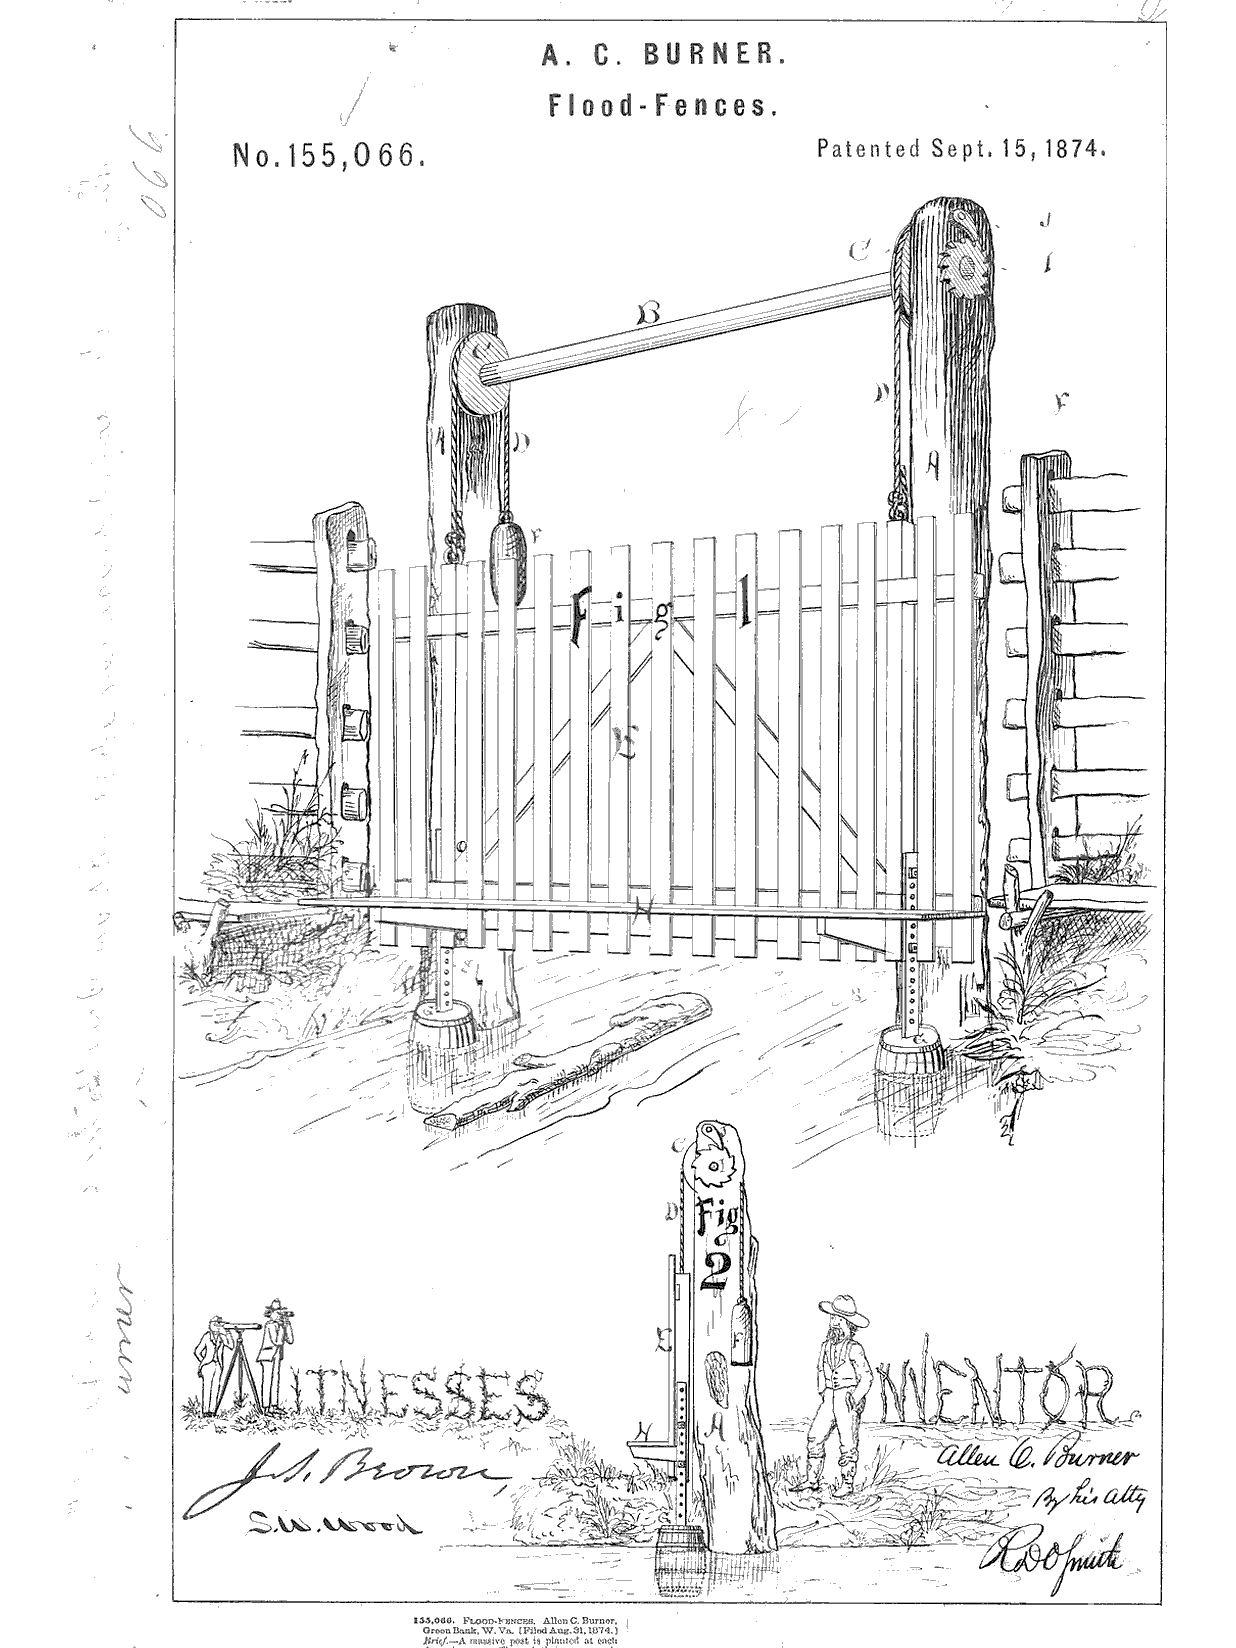 A. C. BURNER.
Flood-Fences.
No. 155,066.
Patented Sept. 15, 1874.
J
C
I
B
D
F
A
D
A
F
Fig 1
E
H
G
C
D
Fig
2
F
E
A
H
G
WITNESSES
INVENTOR.
J. S. Brown,
S. W. Wood
Allen C. Burner
By his Atty
R D O Smith
155,066. FLOOD-FENCES. Allen C. Burner,
Green Bank, W. Va. [Filed Aug. 31, 1874.]
Brief.—A massive post is planted at each